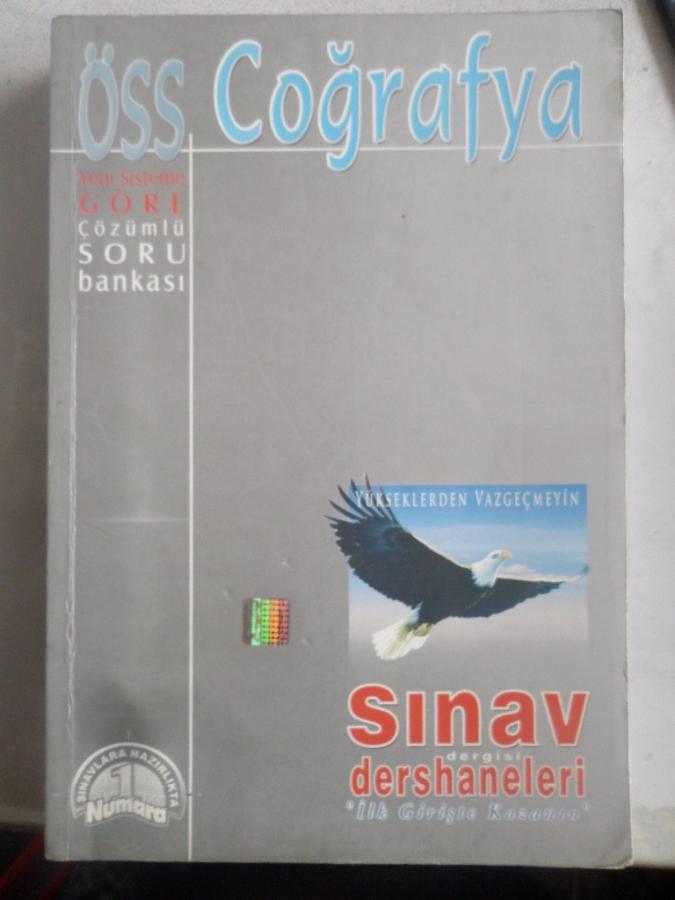 ÖSS Coğrafya
Yeni Sisteme
GÖRE
Çözümlü
SORU
bankası
YÜKSEKLERDEN VAZGEÇMEYİN
sınav
dergisi
dershaneleri
"İlk Girişte Kazanın"
SINAVLARA HAZIRLIKTA
1
Numara